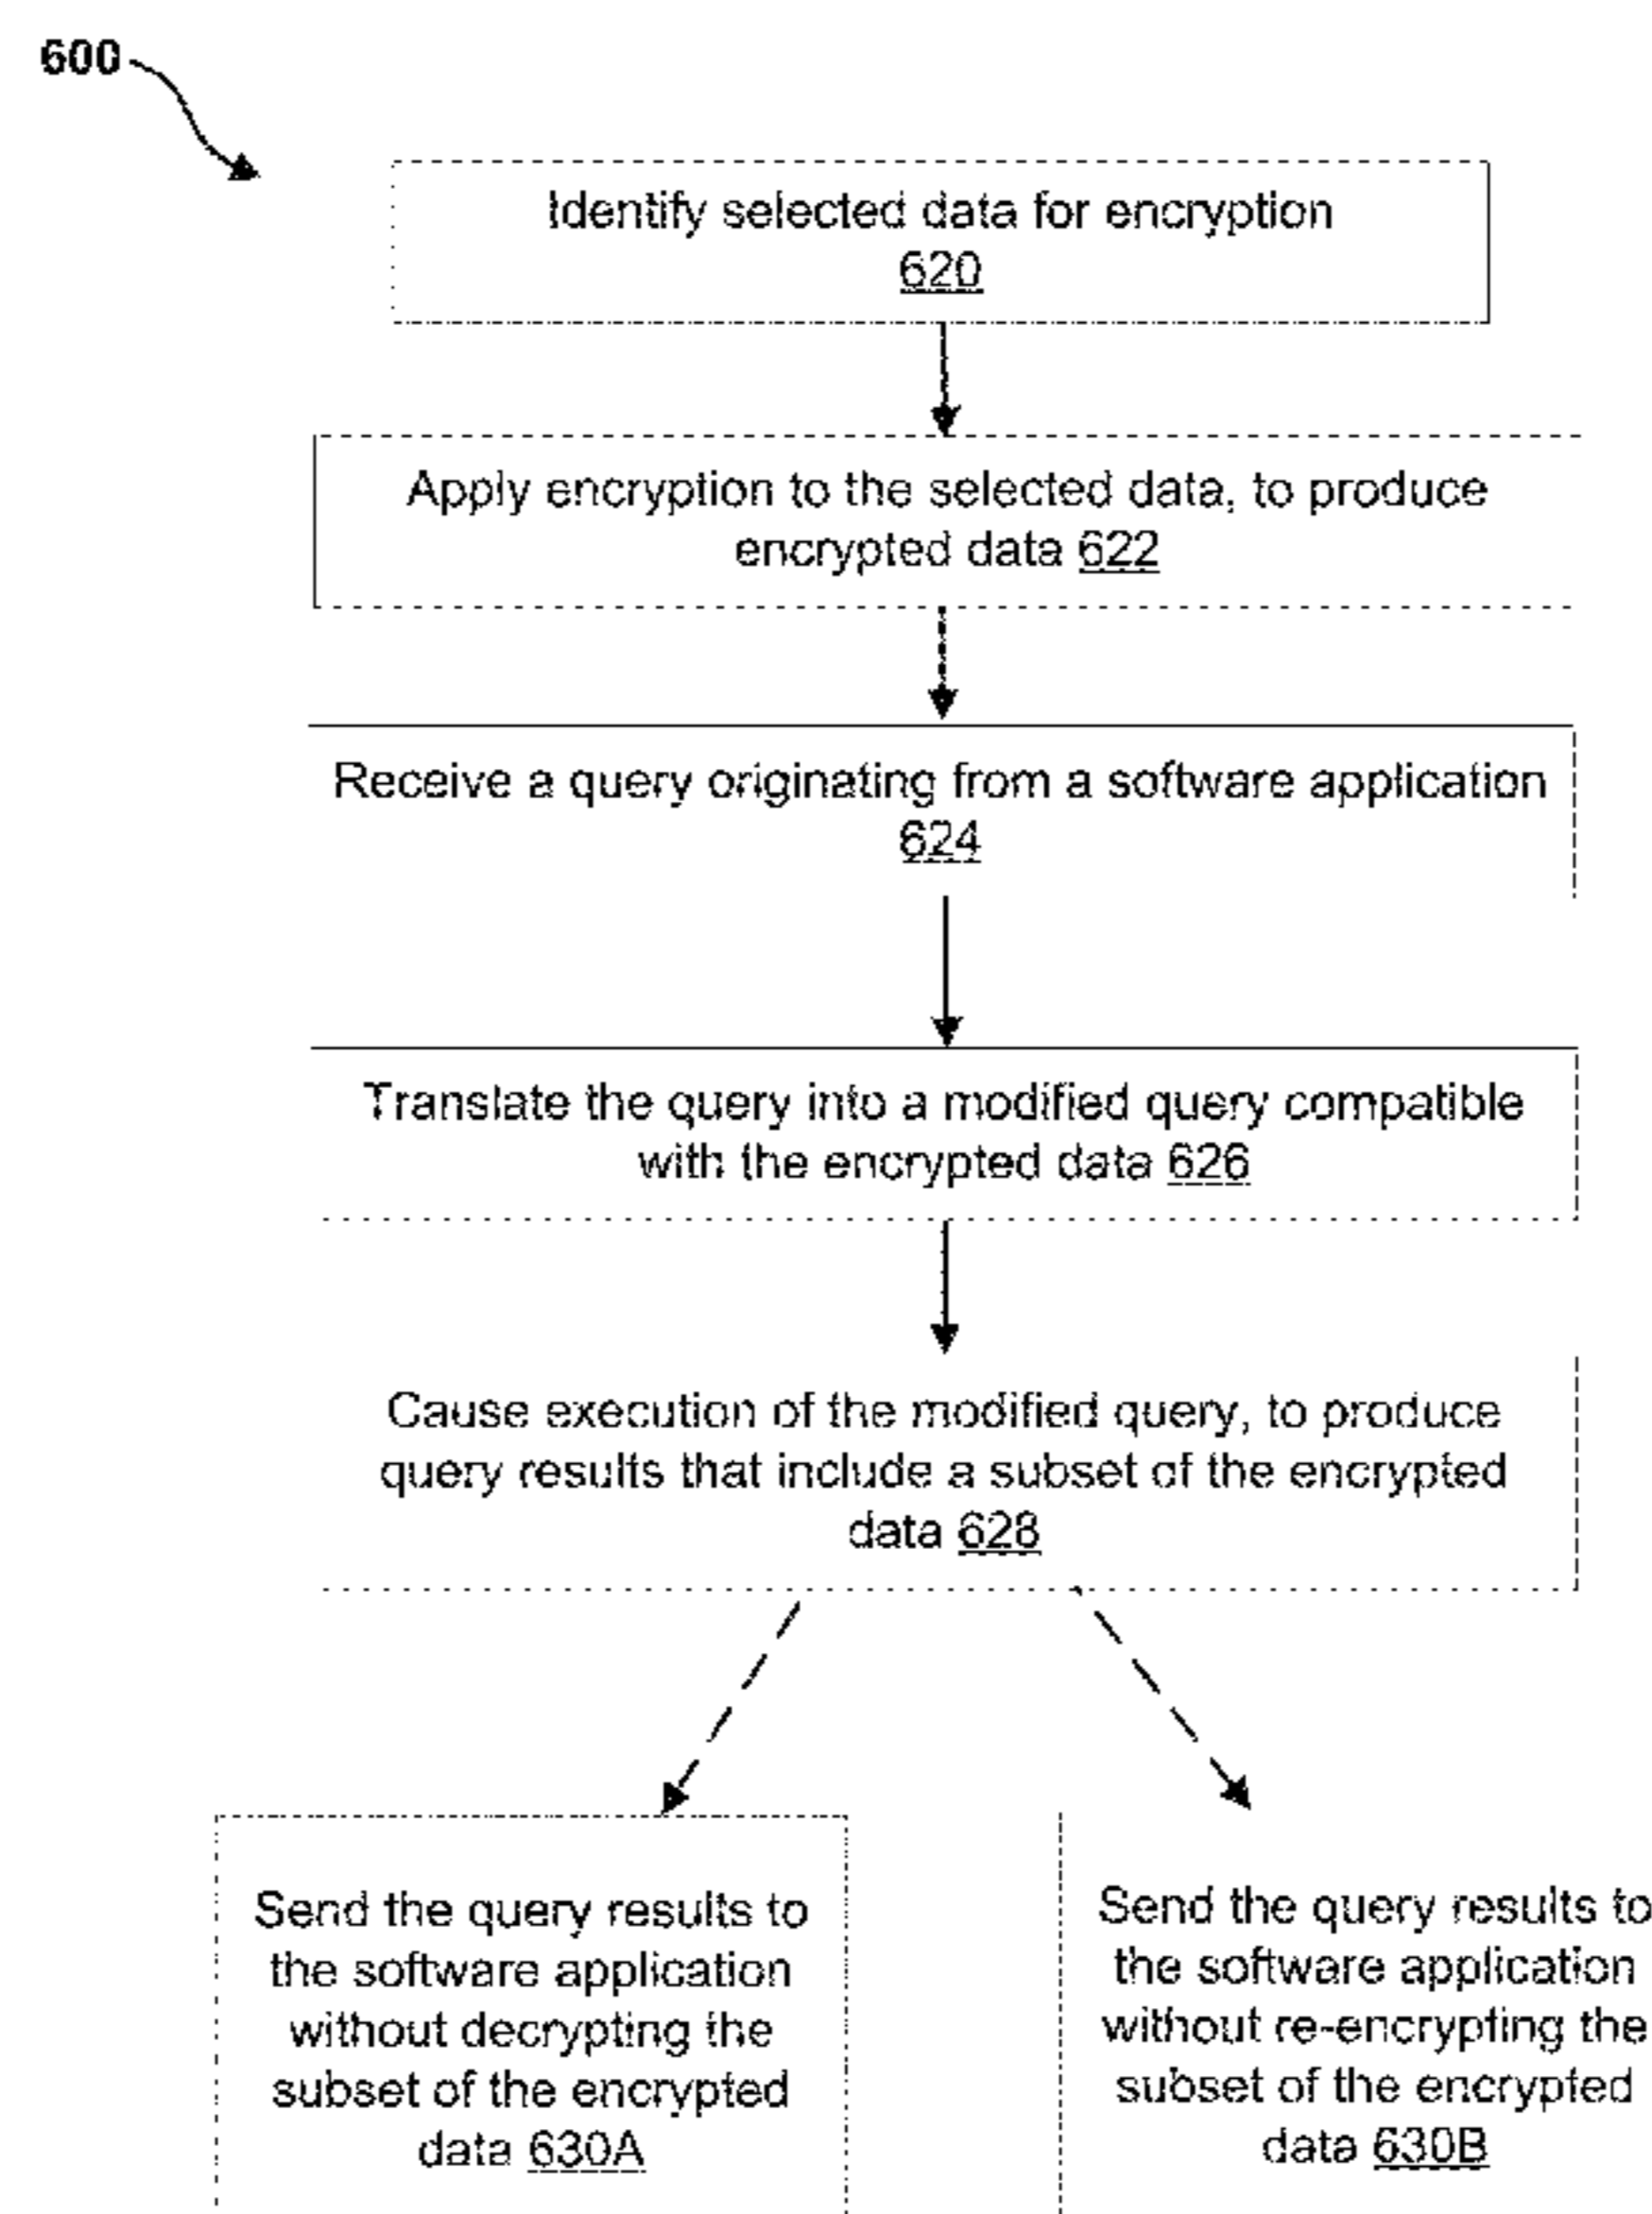 600
Identify selected data for encryption
620
Apply encryption to the selected data, to produce
encrypted data 622
Receive a query originating from a software application
624
Translate the query into a modified query compatible
with the encrypted data 626
Cause execution of the modified query, to produce
query results that include a subset of the encrypted
data 628
Send the query results to
the software application
without decrypting the
subset of the encrypted
data 630A
Send the query results to
the software application
without re-encrypting the
subset of the encrypted
data 630B